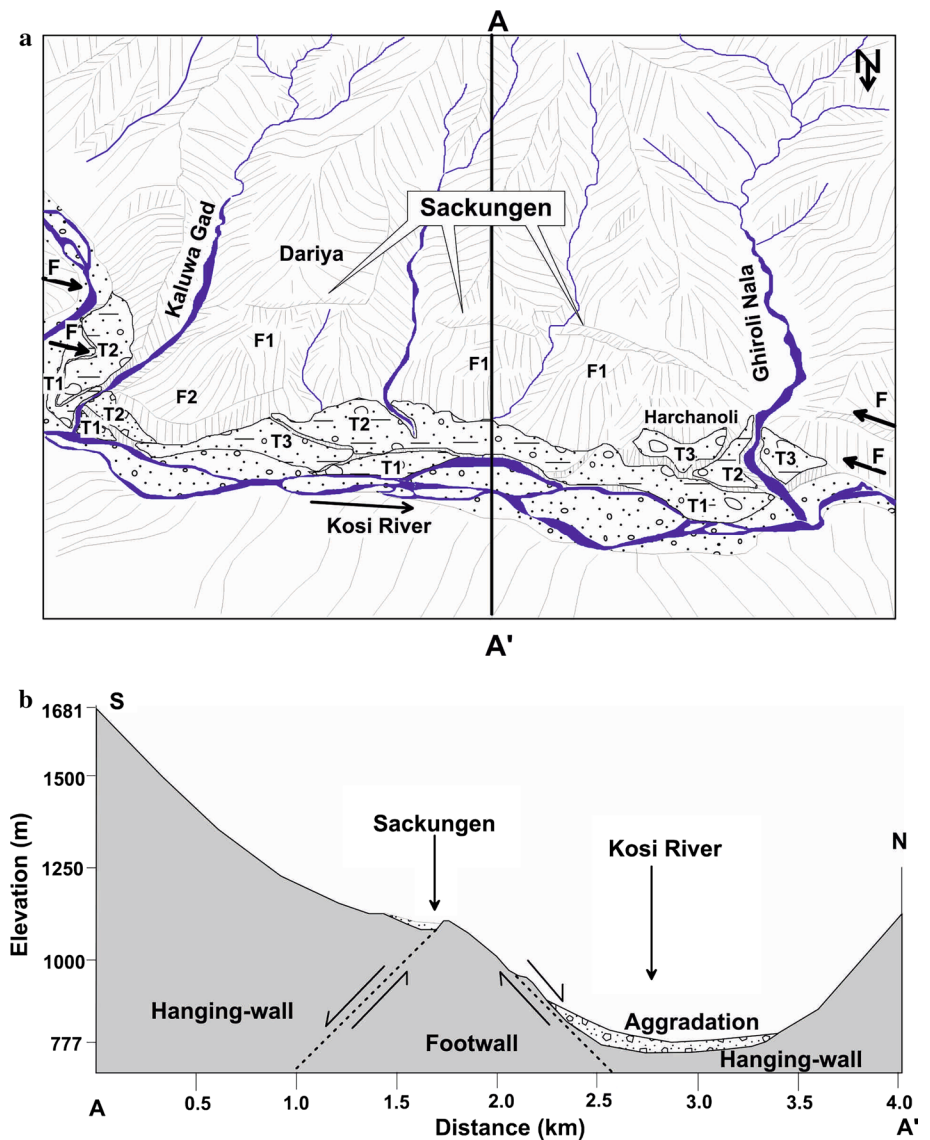 a
A
N
Sackungen
Kaluwa Gad
Dariya
Ghiroli Nala
F
F
T2
T1
F1
F1
F1
F2
T2
T1
T3
T2
T1
Harchanoli
T3
T2
T3
T1
F
F
Kosi River
A'
b
S
N
1681
1500
1250
1000
777
Elevation (m)
Sackungen
Kosi River
Hanging-wall
Footwall
Aggradation
Hanging-wall
A
0.5
1.0
1.5
2.0
2.5
3.0
3.5
4.0
A'
Distance (km)